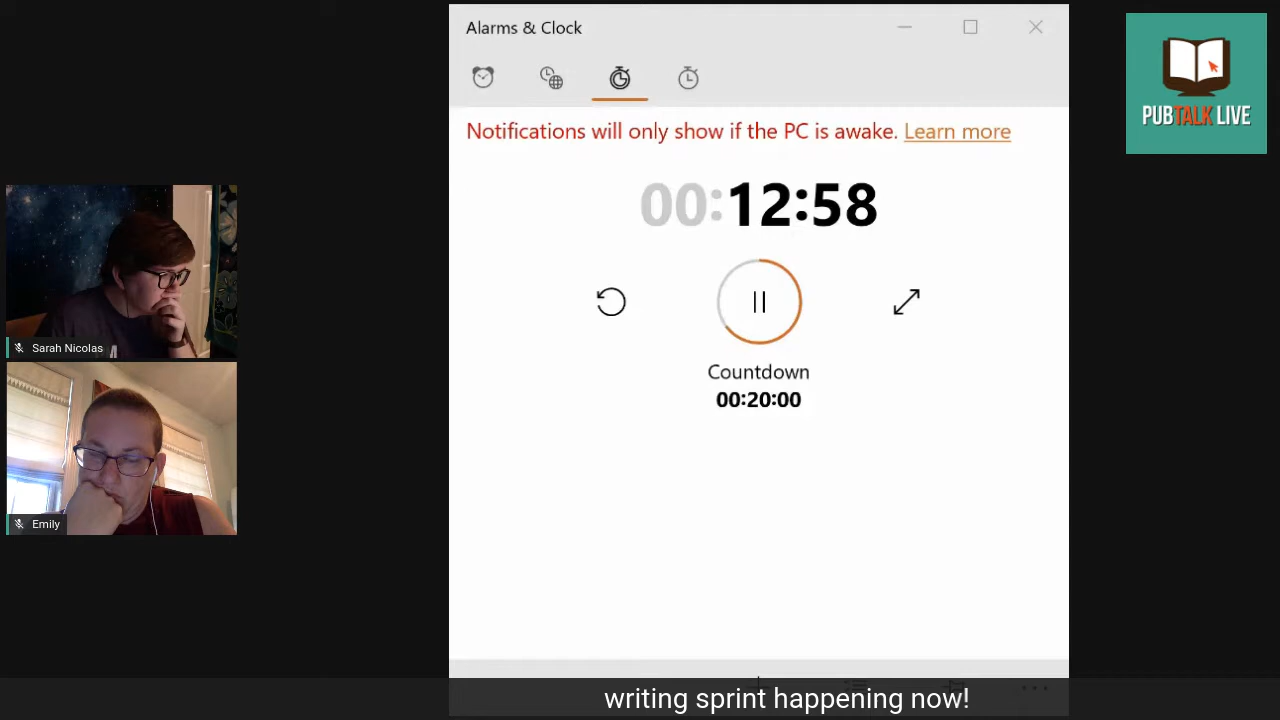 Alarms & Clock
Notifications will only show if the PC is awake. Learn more
00:12:58
Countdown
00:20:00
PUBTALK LIVE
Sarah Nicolas
Emily
writing sprint happening now!